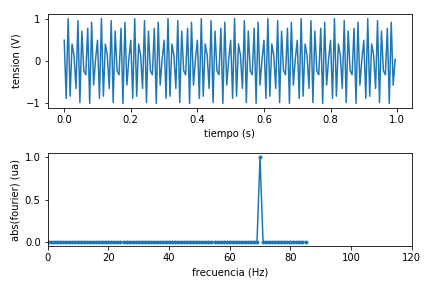 tension (V)
1
0
−1
0.0 0.2 0.4 0.6 0.8 1.0
tiempo (s)
abs(fourier) (ua)
1.0
0.5
0.0
0 20 40 60 80 100 120
frecuencia (Hz)